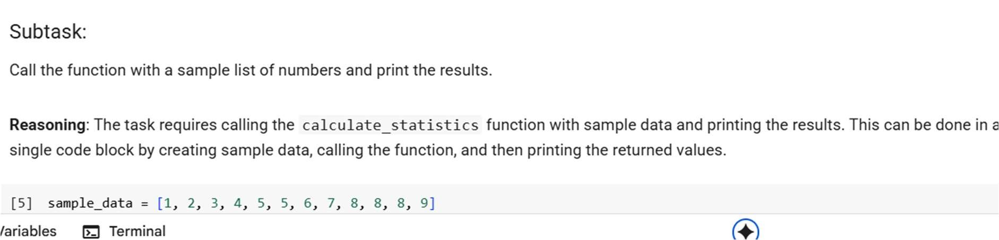 Subtask:
Call the function with a sample list of numbers and print the results.
Reasoning: The task requires calling the calculate_statistics function with sample data and printing the results. This can be done in a
single code block by creating sample data, calling the function, and then printing the returned values.
[5] sample_data = [1, 2, 3, 4, 5, 5, 6, 7, 8, 8, 8, 9]
Variables Terminal